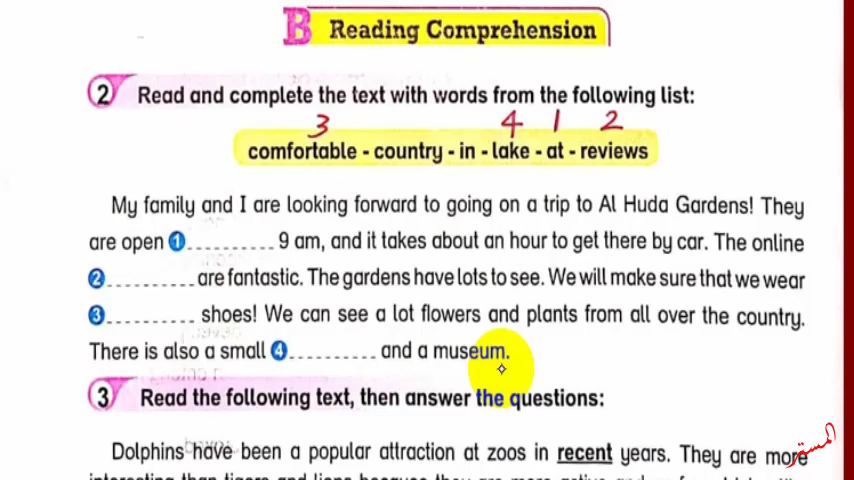 B Reading Comprehension
2 Read and complete the text with words from the following list:
3 4 1 2
comfortable - country - in - lake - at - reviews
My family and I are looking forward to going on a trip to Al Huda Gardens! They
are open 1 _ _ _ _ _ _ _ _ _ 9 am, and it takes about an hour to get there by car. The online
2 _ _ _ _ _ _ _ _ _ are fantastic. The gardens have lots to see. We will make sure that we wear
3 _ _ _ _ _ _ _ _ _ shoes! We can see a lot flowers and plants from all over the country.
There is also a small 4 _ _ _ _ _ _ _ _ _ and a museum.
3 Read the following text, then answer the questions:
Dolphins have been a popular attraction at zoos in recent years. They are more